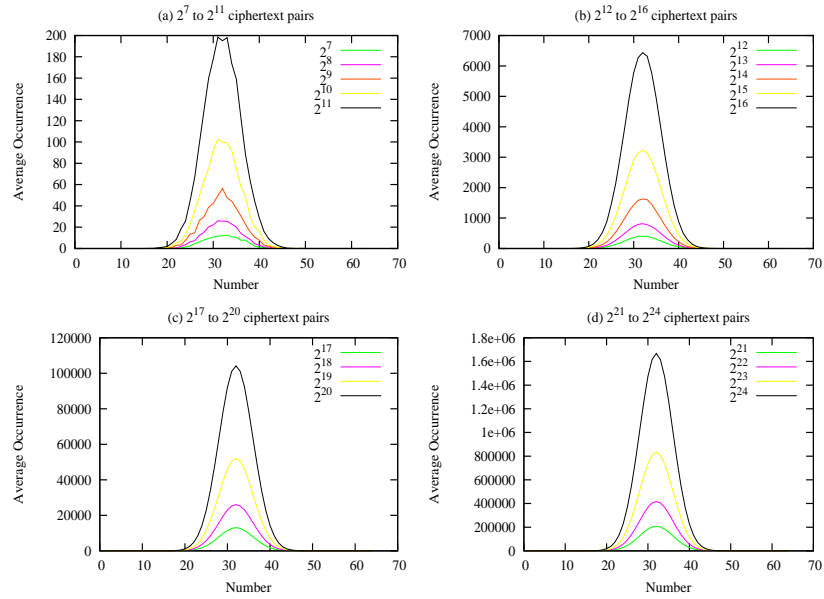 (a) 2^7 to 2^11 ciphertext pairs
200
180
160
140
120
100
80
60
40
20
0
0 10 20 30 40 50 60 70
Average Occurrence
Number
2^7
2^8
2^9
2^10
2^11
(b) 2^12 to 2^16 ciphertext pairs
7000
6000
5000
4000
3000
2000
1000
0
0 10 20 30 40 50 60 70
Average Occurrence
Number
2^12
2^13
2^14
2^15
2^16
(c) 2^17 to 2^20 ciphertext pairs
120000
100000
80000
60000
40000
20000
0
0 10 20 30 40 50 60 70
Average Occurrence
Number
2^17
2^18
2^19
2^20
(d) 2^21 to 2^24 ciphertext pairs
1.8e+06
1.6e+06
1.4e+06
1.2e+06
1e+06
800000
600000
400000
200000
0
0 10 20 30 40 50 60 70
Average Occurrence
Number
2^21
2^22
2^23
2^24